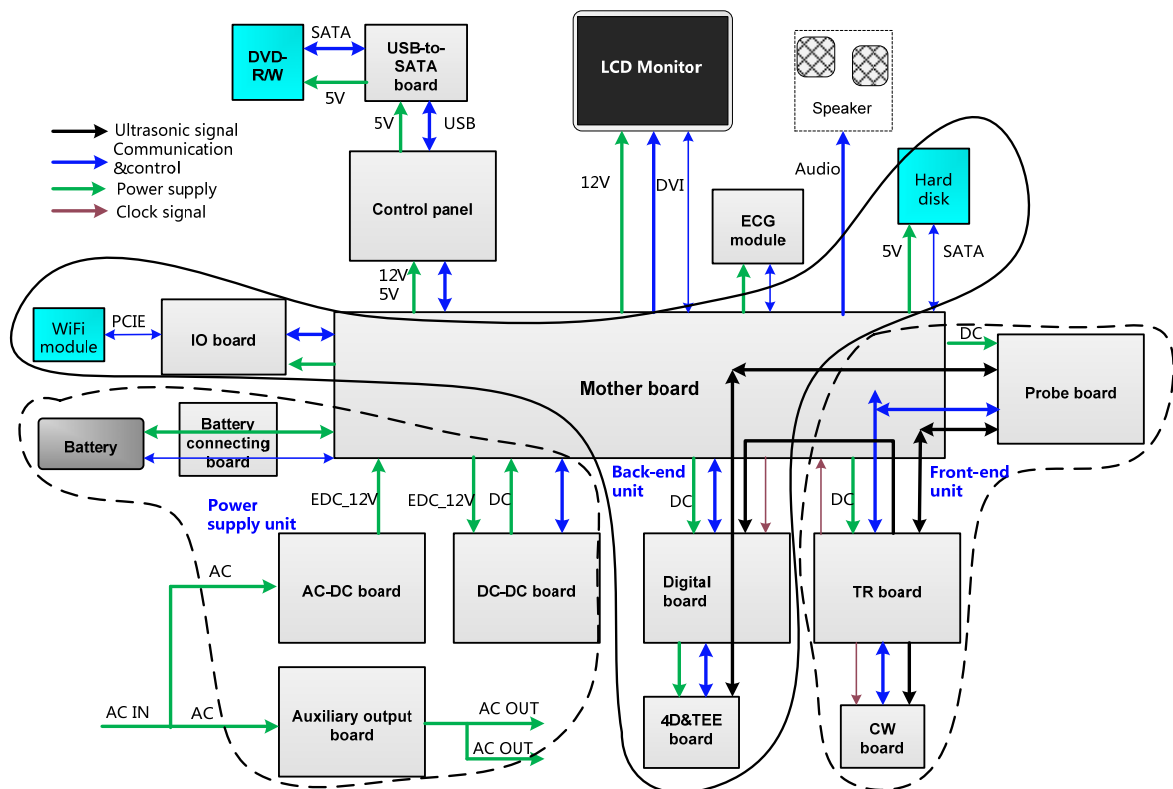 SATA
DVD-
R/W
USB-to-
SATA
board
5V
LCD Monitor
Speaker
5V
USB
Ultrasonic signal
Communication
&control
Power supply
Clock signal
Control panel
12V
DVI
Audio
Hard
disk
ECG
module
5V
SATA
12V
5V
WiFi
module
PCIE
IO board
Mother board
DC
Probe board
Battery
Battery
connecting
board
Power
supply unit
EDC_12V
EDC_12V
DC
Back-end
unit
DC
DC
Front-end
unit
AC
AC-DC board
DC-DC board
Digital
board
TR board
AC IN
AC
Auxiliary output
board
AC OUT
AC OUT
4D&TEE
board
CW
board